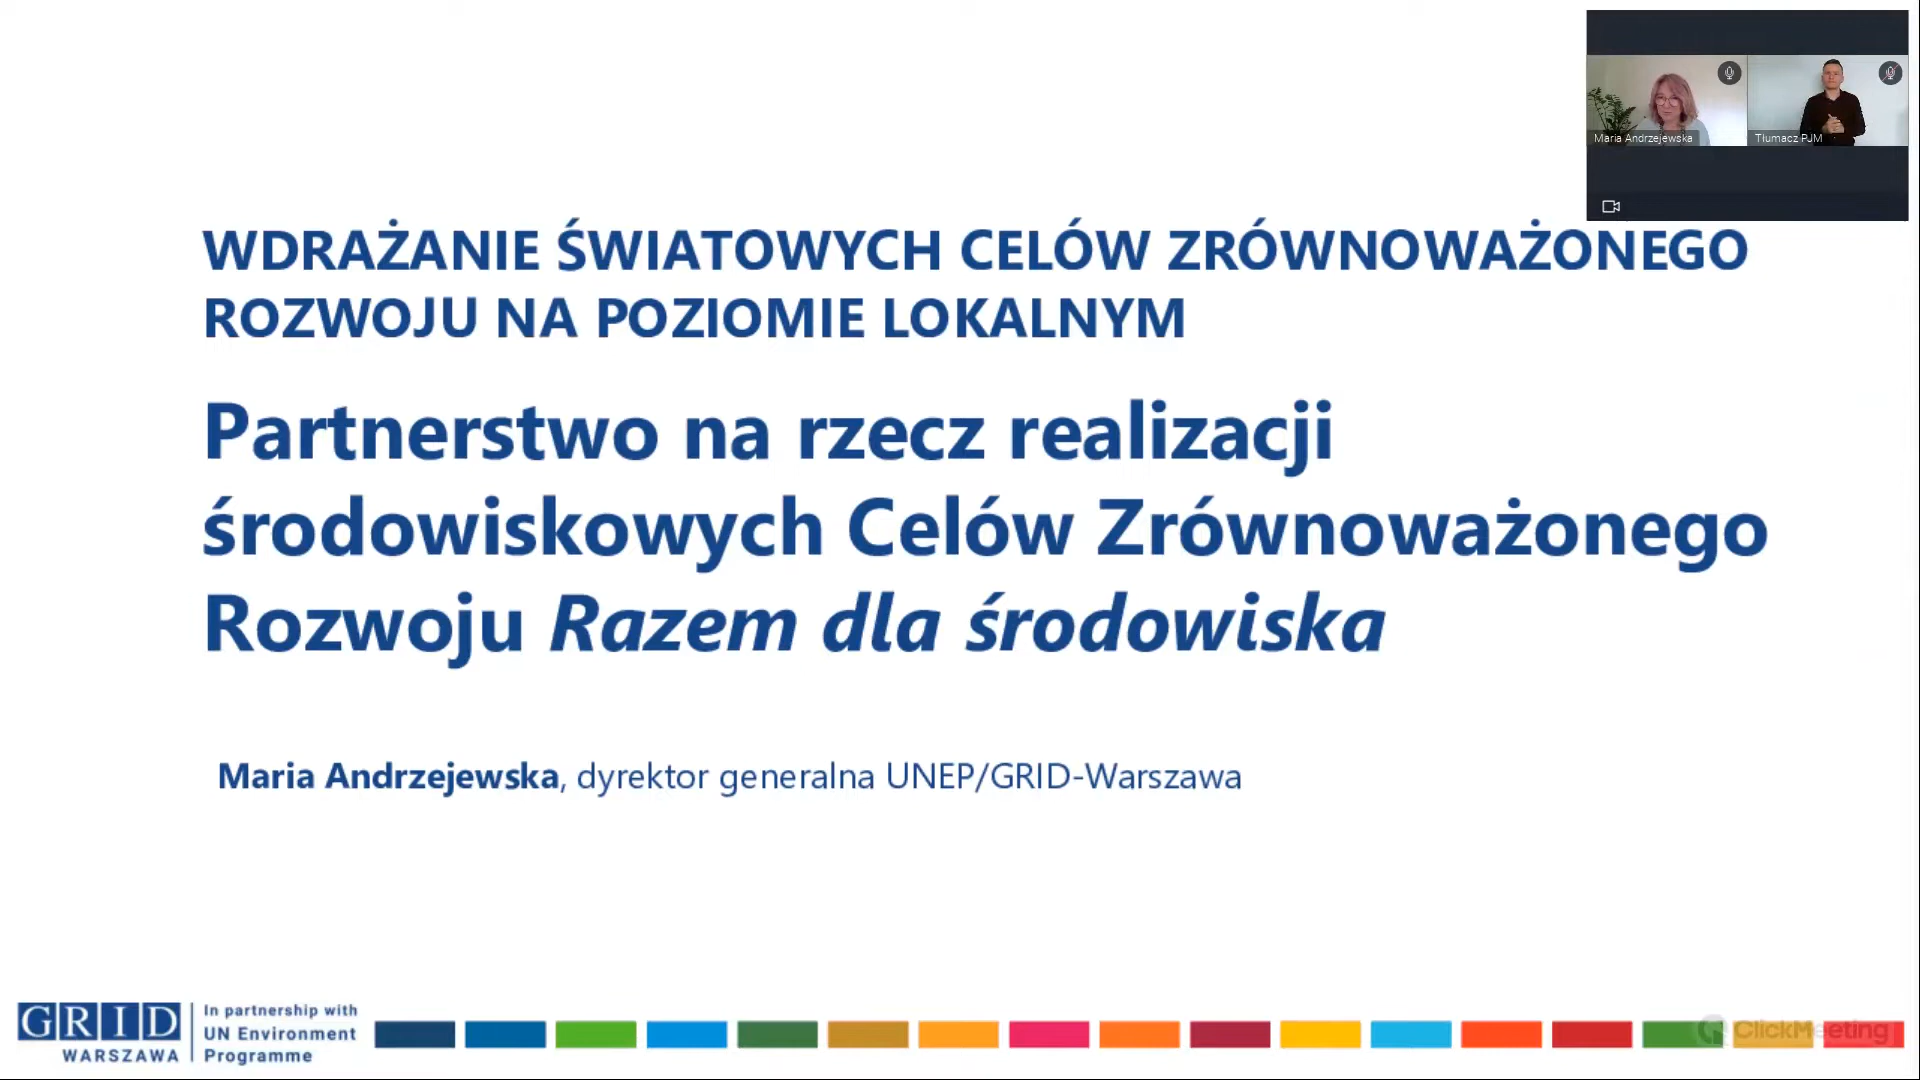 Maria Andrzejewska
Tłumacz PJM
WDRAŻANIE ŚWIATOWYCH CELÓW ZRÓWNOWAŻONEGO
ROZWOJU NA POZIOMIE LOKALNYM
Partnerstwo na rzecz realizacji
środowiskowych Celów Zrównoważonego
Rozwoju Razem dla środowiska
Maria Andrzejewska, dyrektor generalna UNEP/GRID-Warszawa
GRID
WARSZAWA
In partnership with
UN Environment
Programme
ClickMeeting